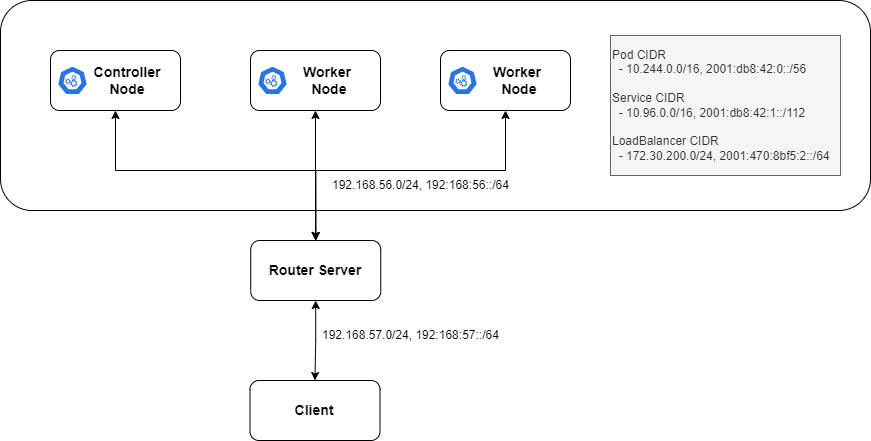 Controller
Node
Worker
Node
Worker
Node
Pod CIDR
- 10.244.0.0/16, 2001:db8:42:0::/56
Service CIDR
- 10.96.0.0/16, 2001:db8:42:1::/112
LoadBalancer CIDR
- 172.30.200.0/24, 2001:470:8bf5:2::/64
192.168.56.0/24, 192:168:56::/64
Router Server
192.168.57.0/24, 192:168:57::/64
Client